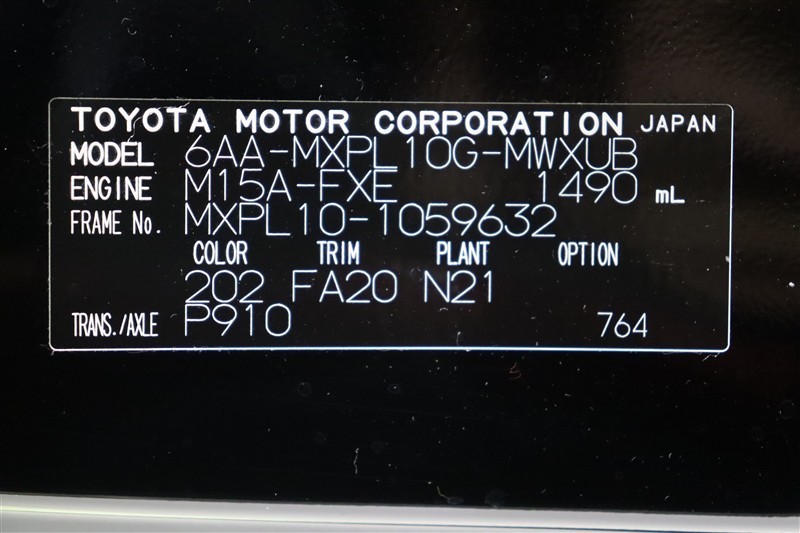 TOYOTA MOTOR CORPORATION JAPAN
MODEL 6AA-MXPL10G-MWXUB
ENGINE M15A-FXE 1490 mL
FRAME No. MXPL10-1059632
COLOR TRIM PLANT OPTION
202 FA20 N21
TRANS./AXLE P910 764